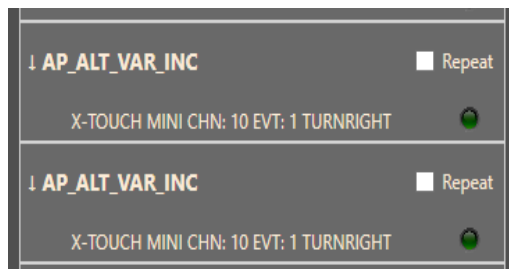 ↓ AP_ALT_VAR_INC Repeat
X-TOUCH MINI CHN: 10 EVT: 1 TURNRIGHT
↓ AP_ALT_VAR_INC Repeat
X-TOUCH MINI CHN: 10 EVT: 1 TURNRIGHT